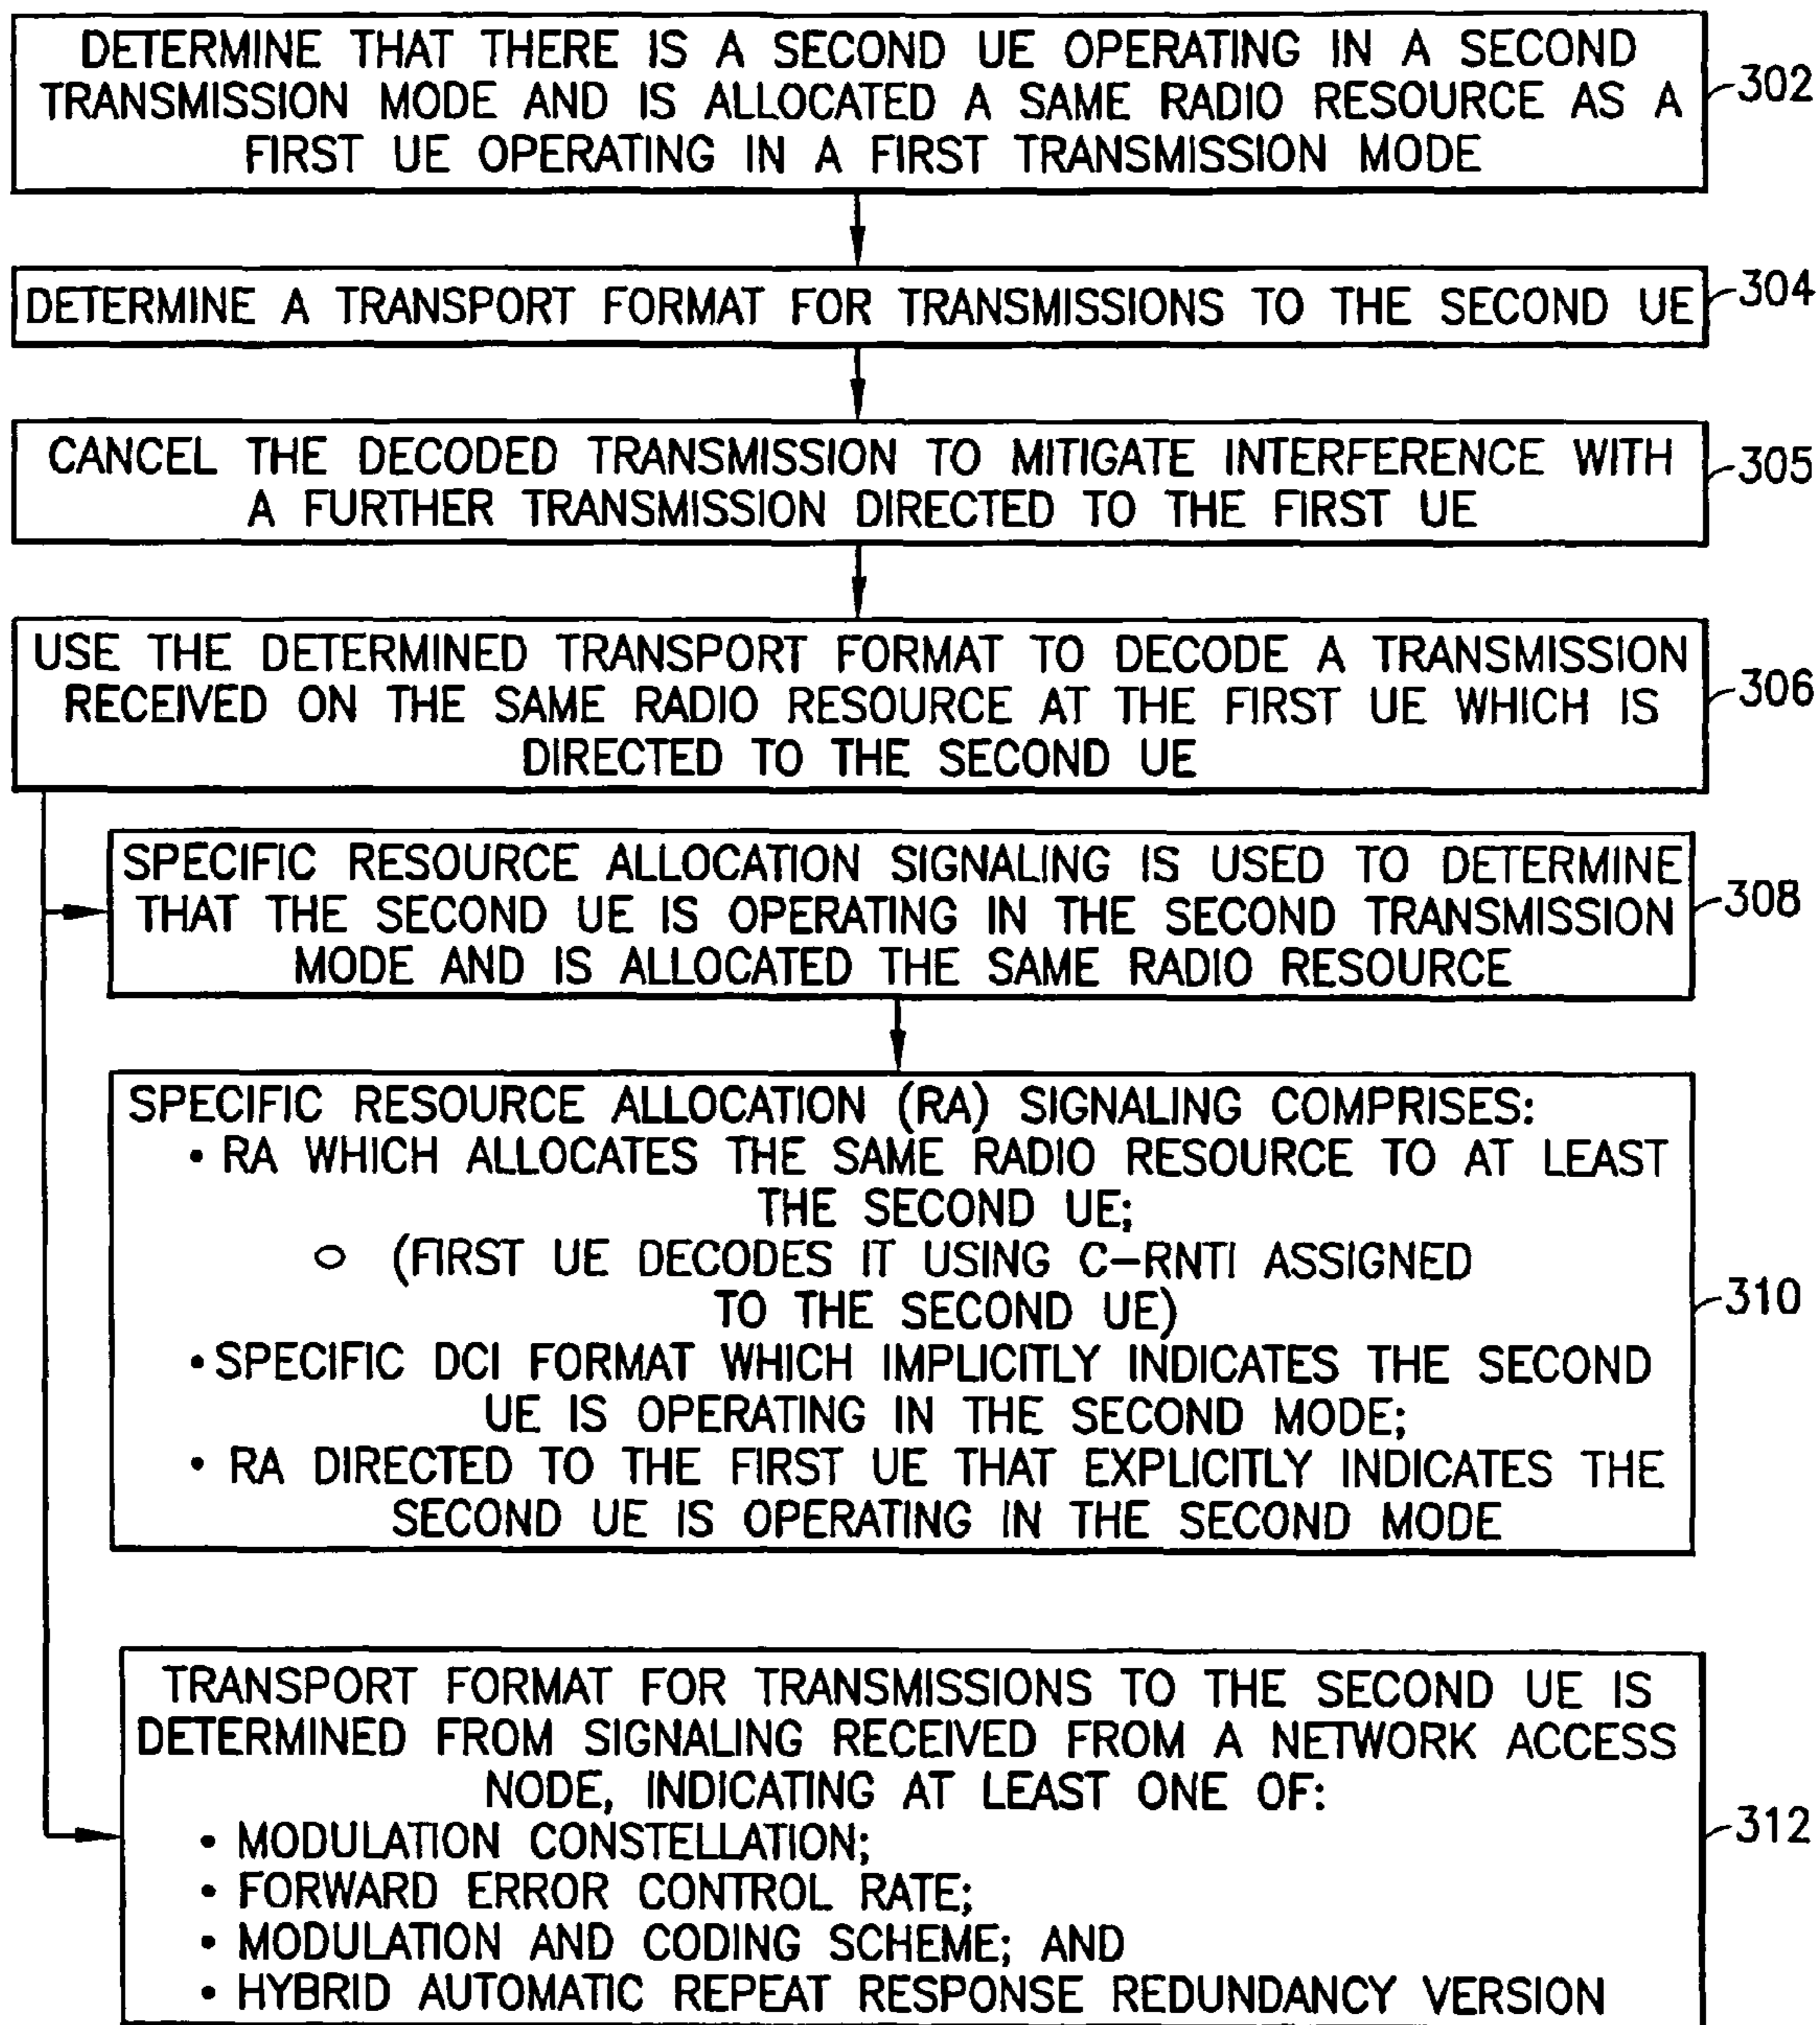 DETERMINE THAT THERE IS A SECOND UE OPERATING IN A SECOND
TRANSMISSION MODE AND IS ALLOCATED A SAME RADIO RESOURCE AS A
FIRST UE OPERATING IN A FIRST TRANSMISSION MODE
302
DETERMINE A TRANSPORT FORMAT FOR TRANSMISSIONS TO THE SECOND UE
304
CANCEL THE DECODED TRANSMISSION TO MITIGATE INTERFERENCE WITH
A FURTHER TRANSMISSION DIRECTED TO THE FIRST UE
305
USE THE DETERMINED TRANSPORT FORMAT TO DECODE A TRANSMISSION
RECEIVED ON THE SAME RADIO RESOURCE AT THE FIRST UE WHICH IS
DIRECTED TO THE SECOND UE
306
SPECIFIC RESOURCE ALLOCATION SIGNALING IS USED TO DETERMINE
THAT THE SECOND UE IS OPERATING IN THE SECOND TRANSMISSION
MODE AND IS ALLOCATED THE SAME RADIO RESOURCE
308
SPECIFIC RESOURCE ALLOCATION (RA) SIGNALING COMPRISES:
• RA WHICH ALLOCATES THE SAME RADIO RESOURCE TO AT LEAST
THE SECOND UE;
○ (FIRST UE DECODES IT USING C-RNTI ASSIGNED
TO THE SECOND UE)
• SPECIFIC DCI FORMAT WHICH IMPLICITLY INDICATES THE SECOND
UE IS OPERATING IN THE SECOND MODE;
• RA DIRECTED TO THE FIRST UE THAT EXPLICITLY INDICATES THE
SECOND UE IS OPERATING IN THE SECOND MODE
310
TRANSPORT FORMAT FOR TRANSMISSIONS TO THE SECOND UE IS
DETERMINED FROM SIGNALING RECEIVED FROM A NETWORK ACCESS
NODE, INDICATING AT LEAST ONE OF:
• MODULATION CONSTELLATION;
• FORWARD ERROR CONTROL RATE;
• MODULATION AND CODING SCHEME; AND
• HYBRID AUTOMATIC REPEAT RESPONSE REDUNDANCY VERSION
312